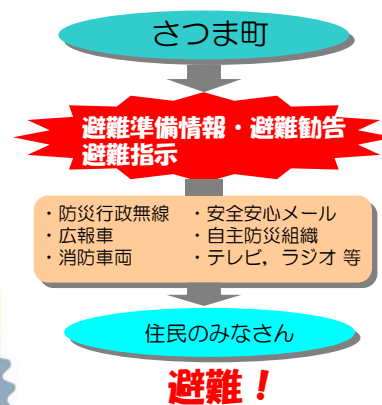 さつま町
避難準備情報・避難勧告
避難指示
・防災行政無線　・安全安心メール
・広報車　・自主防災組織
・消防車両　・テレビ，ラジオ 等
住民のみなさん
避難！